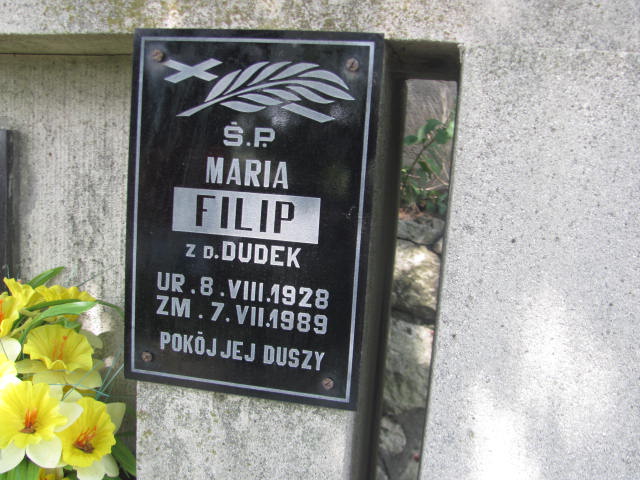 Ś.P.
MARIA
FILIP
Z D. DUDEK
UR. 8. VIII.1928
ZM. 7. VII.1989
POKÓJ JEJ DUSZY